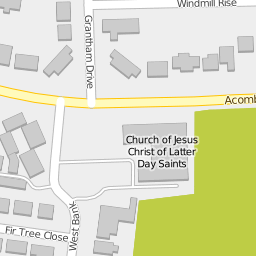 Windmill Rise
Grantham Drive
Acomb
Church of Jesus
Christ of Latter
Day Saints
West Bank
Fir Tree Close